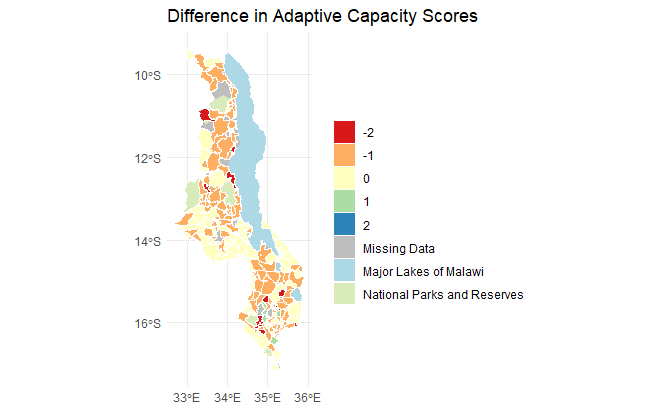 Difference in Adaptive Capacity Scores
10°S
12°S
14°S
16°S
33°E 34°E 35°E 36°E
-2
-1
0
1
2
Missing Data
Major Lakes of Malawi
National Parks and Reserves